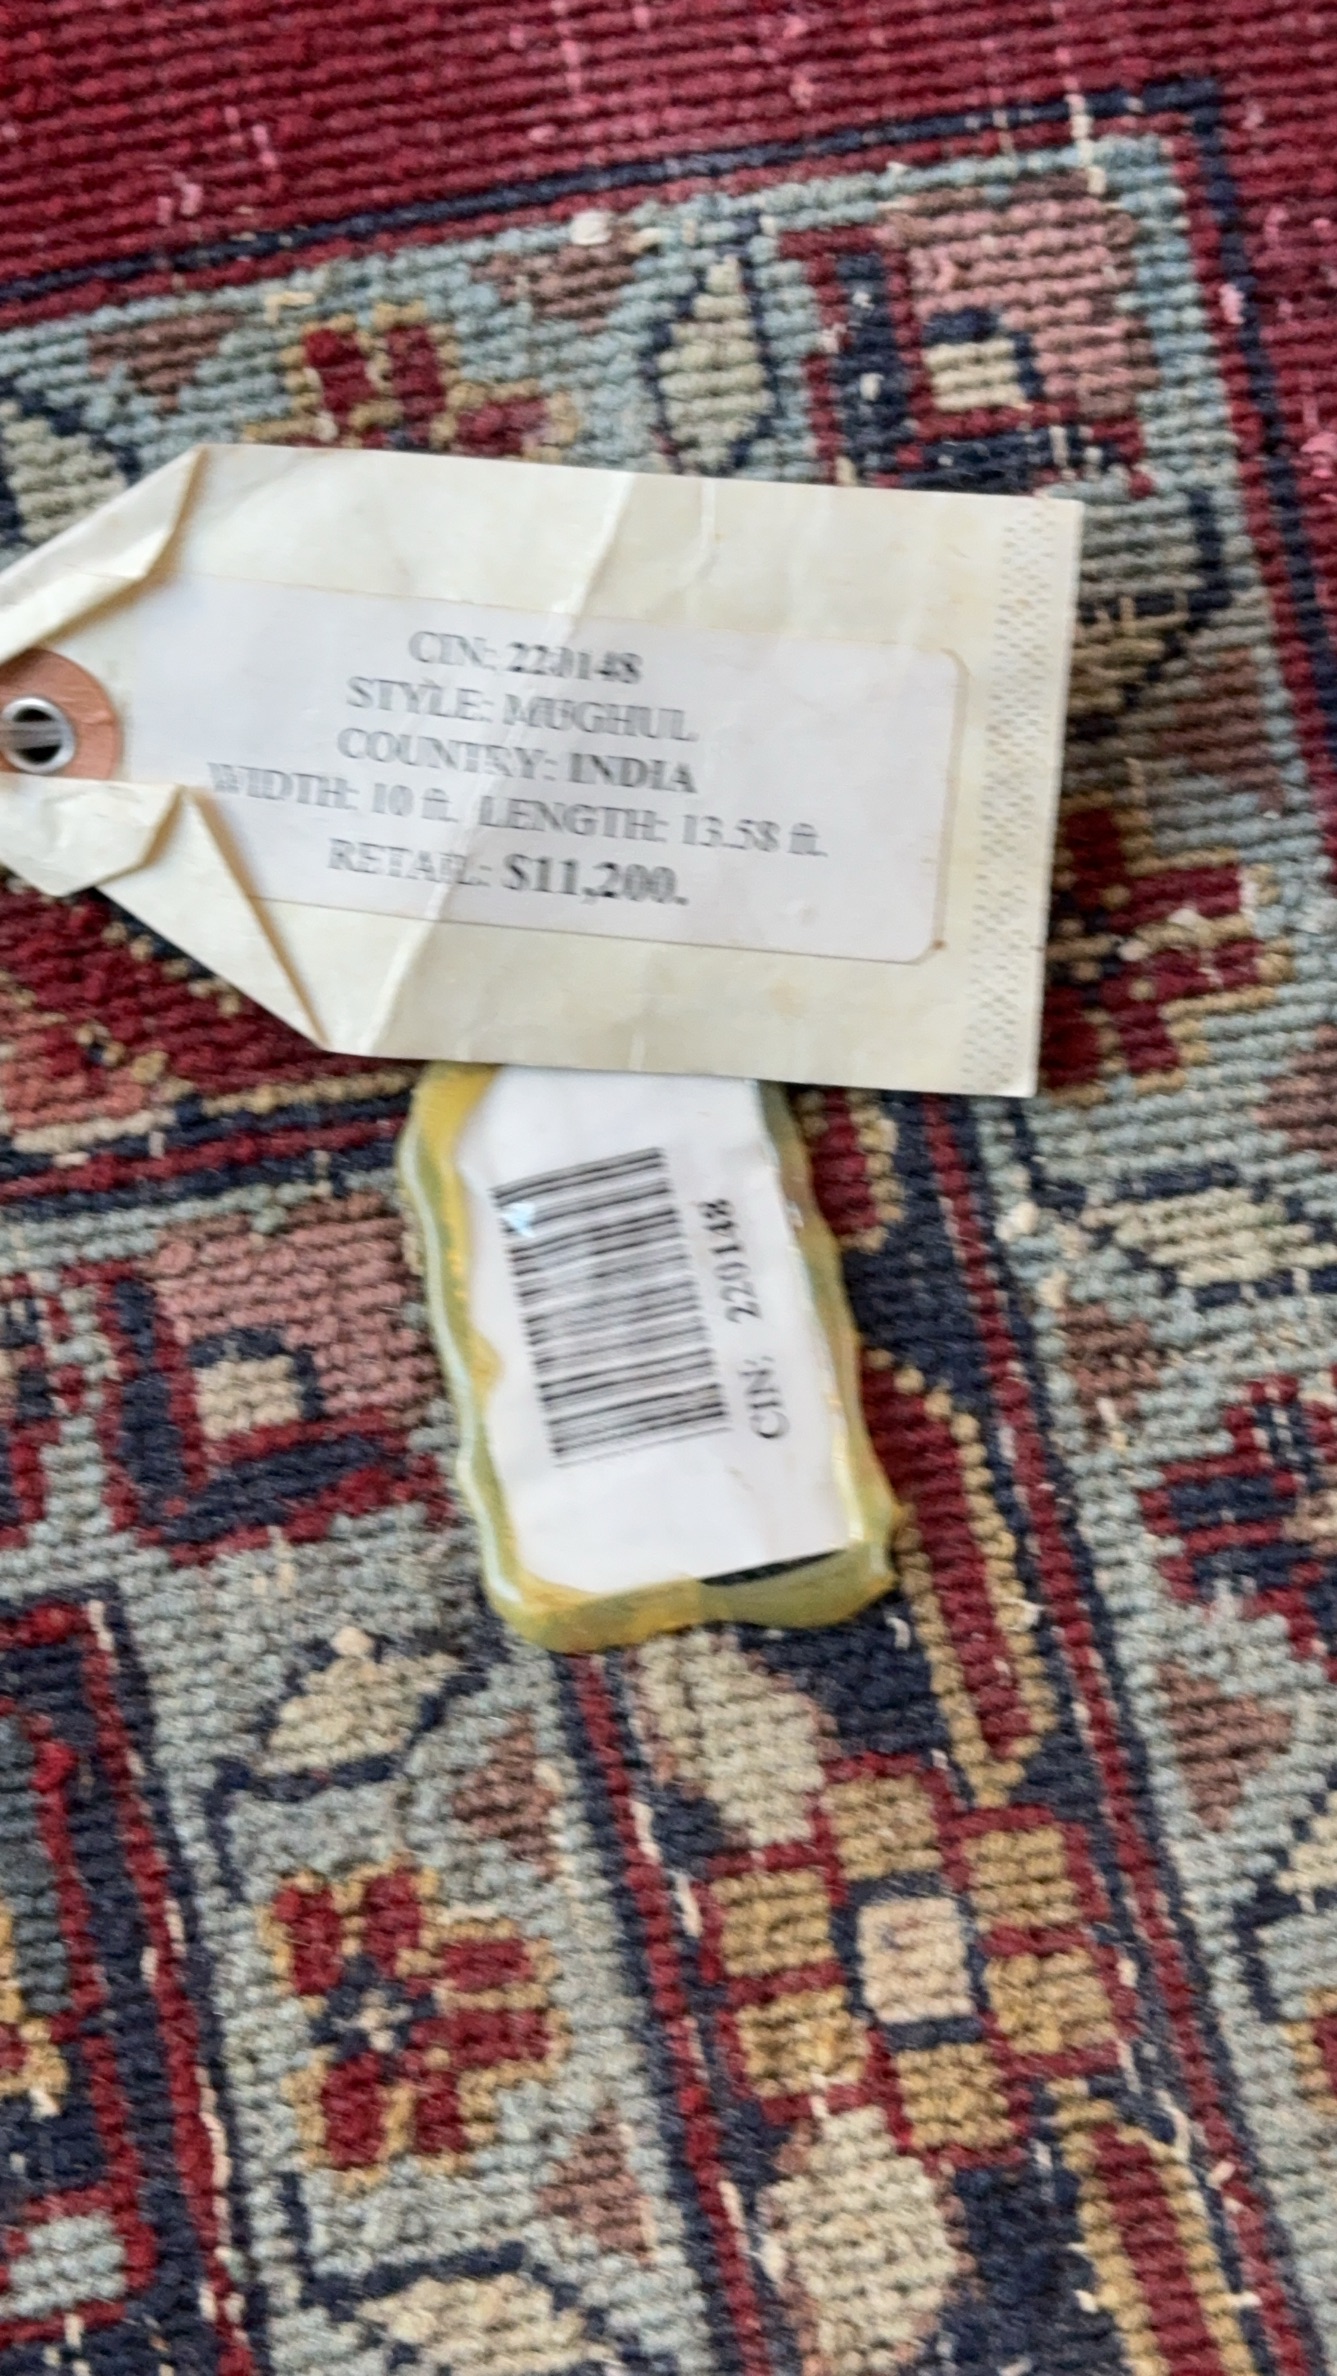 CIN: 220148
STYLE: MUGHUL
COUNTRY: INDIA
WIDTH: 10 ft. LENGTH: 13.58 ft.
RETAIL: $11,200.
CIN: 220148